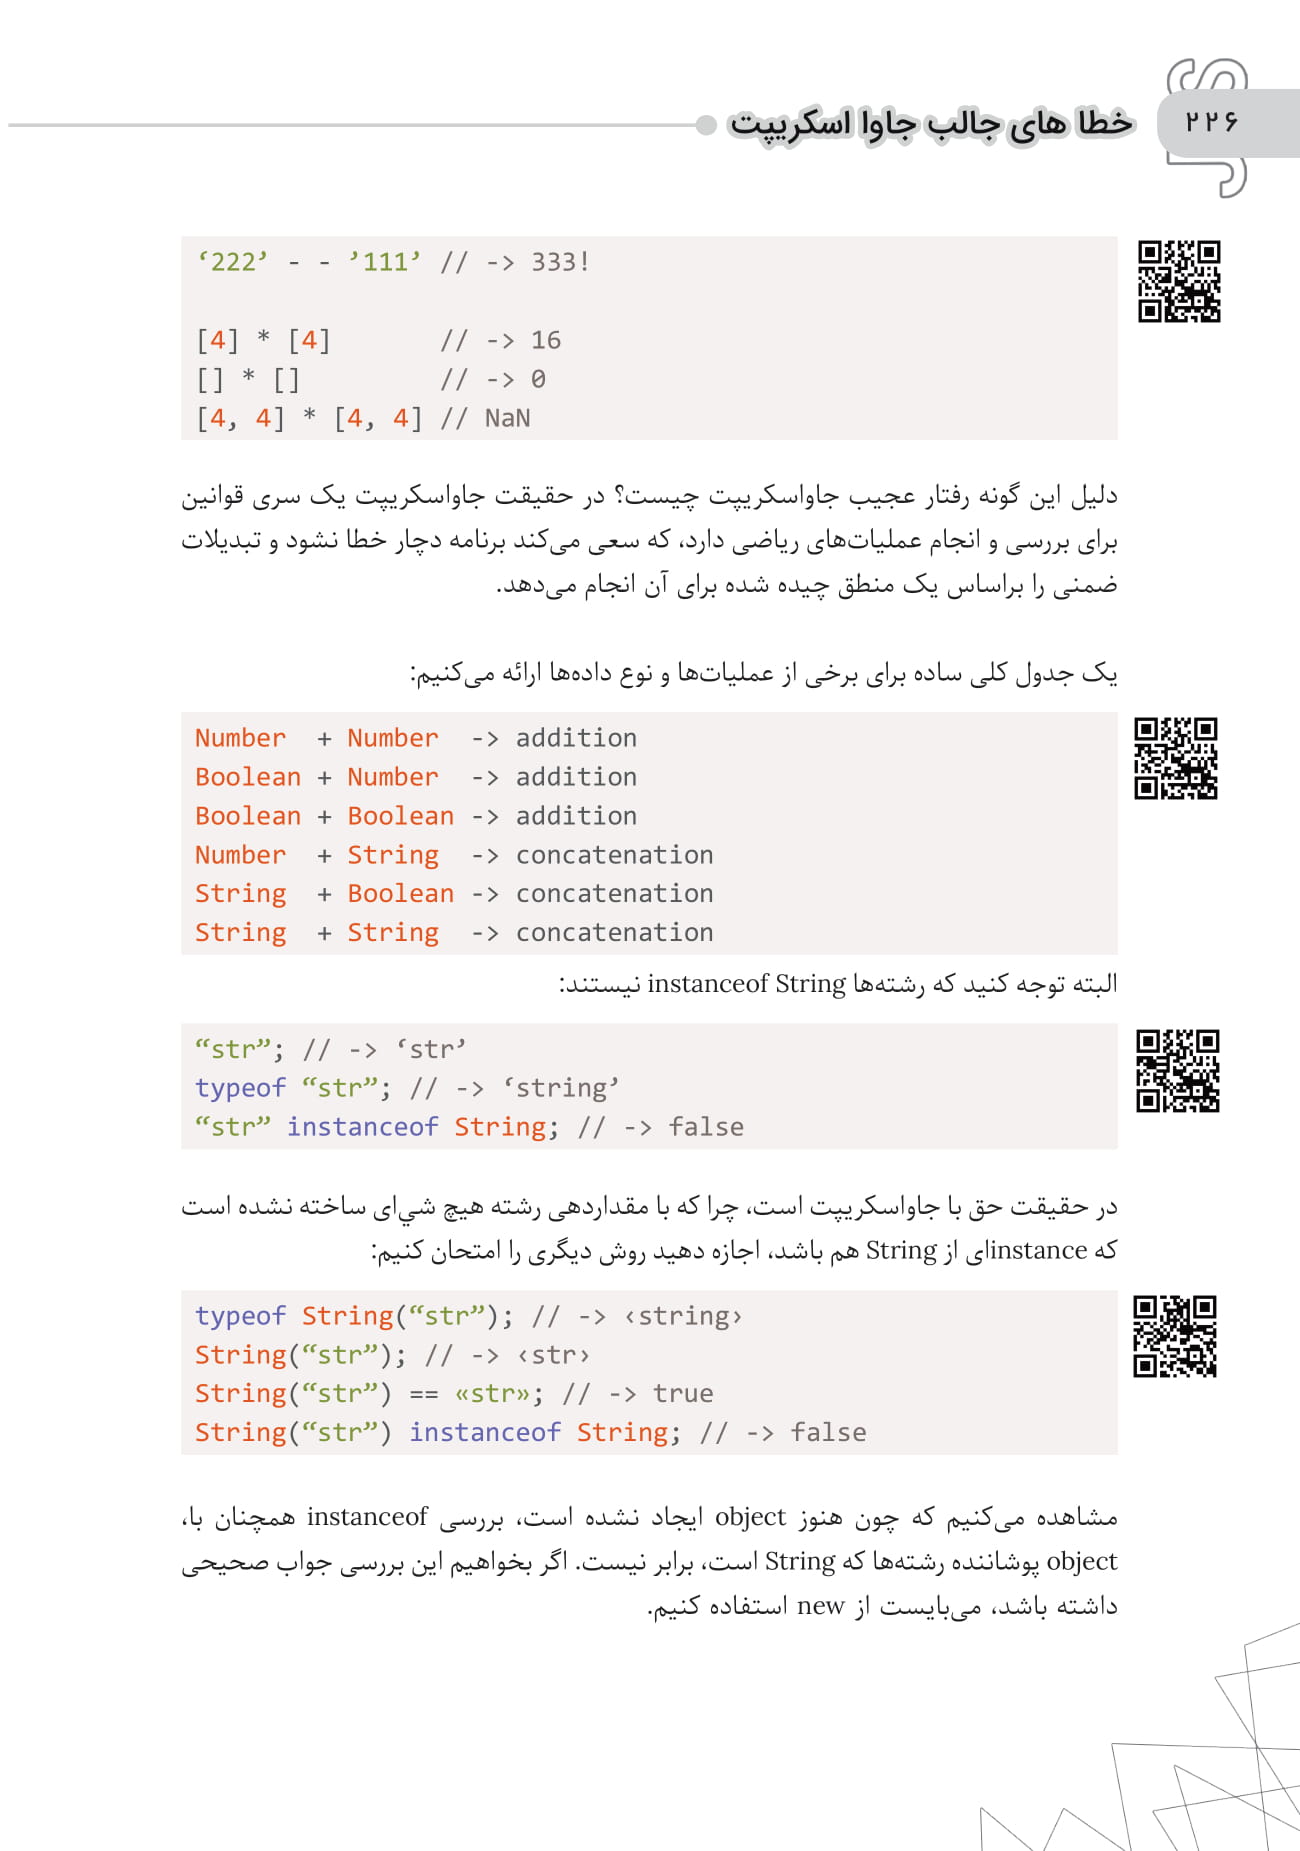 ۲۲۶
خطا های جالب جاوا اسکریپت
‘222’ - - ’111’ // -> 333!
[4] * [4]       // -> 16
[] * []         // -> 0
[4, 4] * [4, 4] // NaN
دلیل این گونه رفتار عجیب جاواسکریپت چیست؟ در حقیقت جاواسکریپت یک سری قوانین
برای بررسی و انجام عملیات‌های ریاضی دارد، که سعی می‌کند برنامه دچار خطا نشود و تبدیلات
ضمنی را براساس یک منطق چیده شده برای آن انجام می‌دهد.
یک جدول کلی ساده برای برخی از عملیات‌ها و نوع داده‌ها ارائه می‌کنیم:
Number  + Number  -> addition
Boolean + Number  -> addition
Boolean + Boolean -> addition
Number  + String  -> concatenation
String  + Boolean -> concatenation
String  + String  -> concatenation
البته توجه کنید که رشته‌ها instanceof String نیستند:
“str”; // -> ‘str’
typeof “str”; // -> ‘string’
“str” instanceof String; // -> false
در حقیقت حق با جاواسکریپت است، چرا که با مقداردهی رشته هیچ شي‌ای ساخته نشده است
که instanceای از String هم باشد، اجازه دهید روش دیگری را امتحان کنیم:
typeof String(“str”); // -> ‹string›
String(“str”); // -> ‹str›
String(“str”) == «str»; // -> true
String(“str”) instanceof String; // -> false
مشاهده می‌کنیم که چون هنوز object ایجاد نشده است، بررسی instanceof همچنان با،
object پوشاننده رشته‌ها که String است، برابر نیست. اگر بخواهیم این بررسی جواب صحیحی
داشته باشد، می‌بایست از new استفاده کنیم.